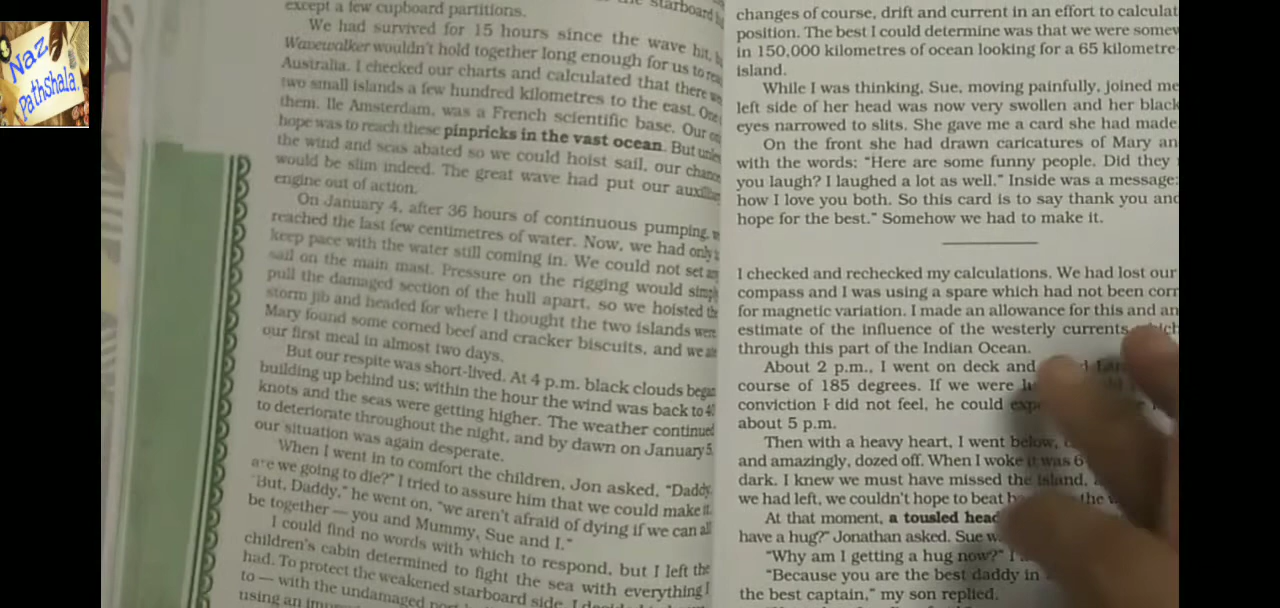 Naz
Pathshala.
except a few cupboard partitions.
We had survived for 15 hours since the wave hit,
Wavewalker wouldn't hold together long enough for us to
Australia. I checked our charts and calculated that there
two small islands a few hundred kilometres to the east. One
them. Ile Amsterdam, was a French scientific base. Our
hope was to reach these pinpricks in the vast ocean. But
the wind and seas abated so we could hoist sail, our
would be slim indeed. The great wave had put our
engine out of action.
On January 4, after 36 hours of continuous pumping,
reached the last few centimetres of water. Now, we had only
keep pace with the water still coming in. We could not set
sail on the main mast. Pressure on the rigging would
pull the damaged section of the hull apart, so we hoisted
storm jib and headed for where I thought the two islands were
Mary found some corned beef and cracker biscuits, and we
our first meal in almost two days.
But our respite was short-lived. At 4 p.m. black clouds
building up behind us; within the hour the wind was back to 40
knots and the seas were getting higher. The weather continued
to deteriorate throughout the night, and by dawn on January 5,
our situation was again desperate.
When I went in to comfort the children, Jon asked, "Daddy
are we going to die?" I tried to assure him that we could make it.
"But, Daddy," he went on, "we aren't afraid of dying if we can all
be together — you and Mummy, Sue and I."
I could find no words with which to respond, but I left the
children's cabin determined to fight the sea with everything I
had. To protect the weakened starboard side, I
to — with the undamaged
using an
changes of course, drift and current in an effort to calculat
position. The best I could determine was that we were somew
in 150,000 kilometres of ocean looking for a 65 kilometre-
island.
While I was thinking, Sue, moving painfully, joined me
left side of her head was now very swollen and her black
eyes narrowed to slits. She gave me a card she had made
On the front she had drawn caricatures of Mary an
with the words: "Here are some funny people. Did they
you laugh? I laughed a lot as well." Inside was a message:
how I love you both. So this card is to say thank you and
hope for the best." Somehow we had to make it.
I checked and rechecked my calculations. We had lost our
compass and I was using a spare which had not been corr
for magnetic variation. I made an allowance for this and an
estimate of the influence of the westerly currents
through this part of the Indian Ocean.
About 2 p.m., I went on deck and
course of 185 degrees. If we were
conviction I did not feel, he could
about 5 p.m.
Then with a heavy heart, I went below,
and amazingly, dozed off. When I woke it was 6
dark. I knew we must have missed the island,
we had left, we couldn't hope to beat
At that moment, a tousled head
have a hug?" Jonathan asked. Sue
"Why am I getting a hug now?"
"Because you are the best daddy in
the best captain," my son replied.